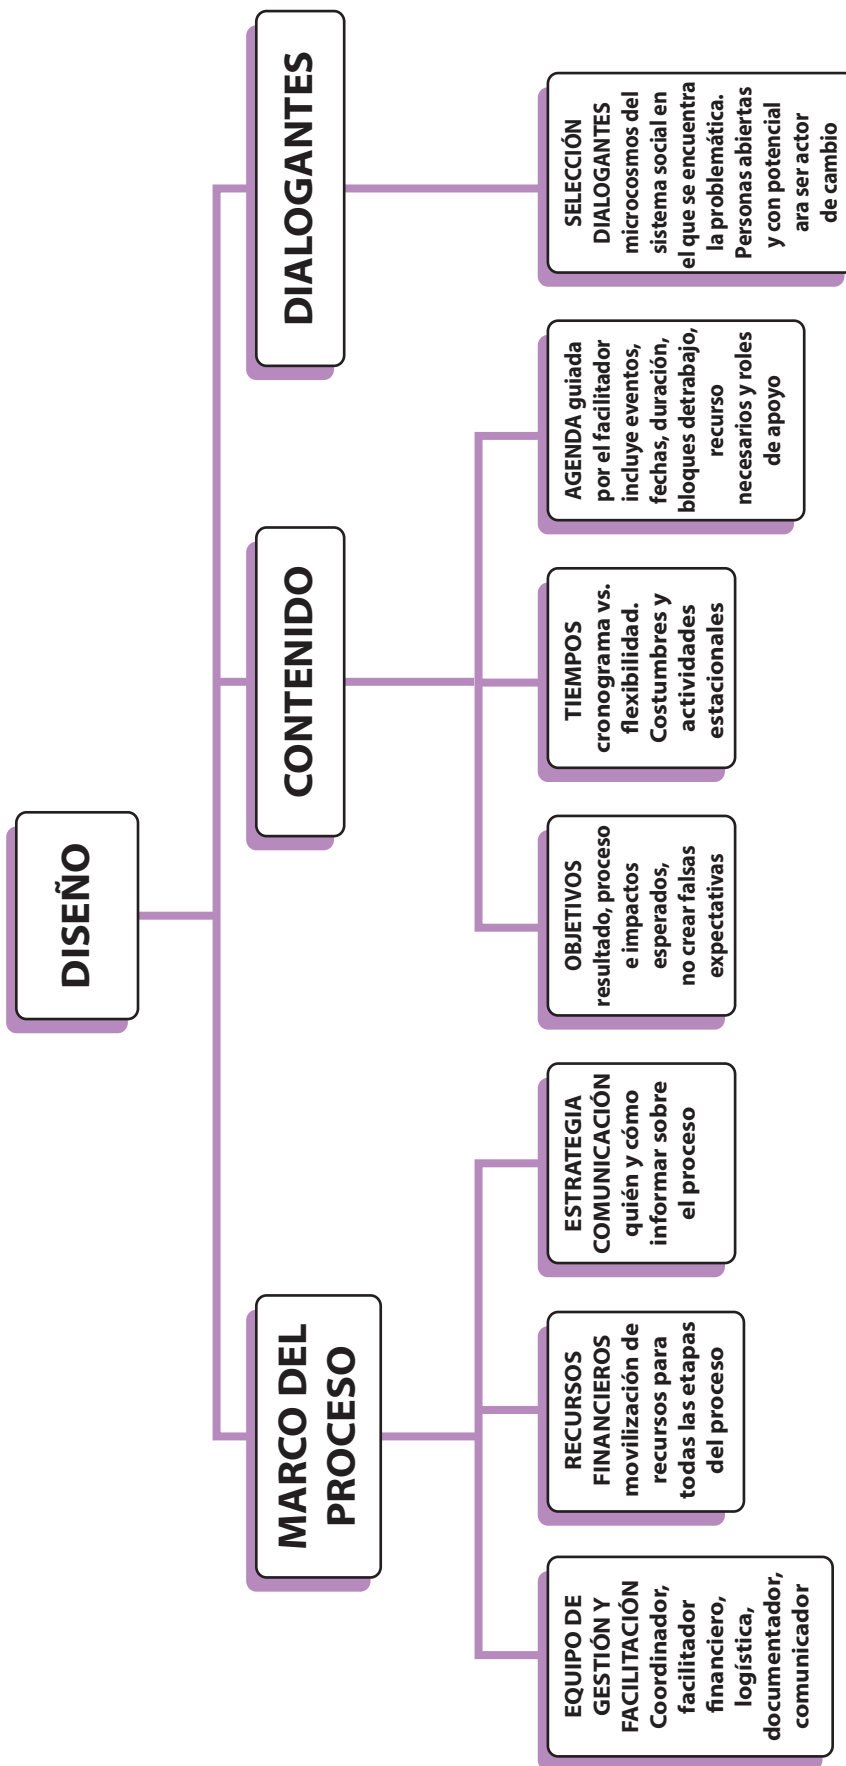 DISEÑO
MARCO DEL
PROCESO
CONTENIDO
DIALOGANTES
EQUIPO DE
GESTIÓN Y
FACILITACIÓN
Coordinador,
facilitador
financiero,
logística,
documentador,
comunicador
RECURSOS
FINANCIEROS
movilización de
recursos para
todas las etapas
del proceso
ESTRATEGIA
COMUNICACIÓN
quién y cómo
informar sobre
el proceso
OBJETIVOS
resultado, proceso
e impactos
esperados,
no crear falsas
expectativas
TIEMPOS
cronograma vs.
flexibilidad.
Costumbres y
actividades
estacionales
AGENDA guiada
por el facilitador
incluye eventos,
fechas, duración,
bloques detrabajo,
recurso
necesarios y roles
de apoyo
SELECCIÓN
DIALOGANTES
microcosmos del
sistema social en
el que se encuentra
la problemática.
Personas abiertas
y con potencial
ara ser actor
de cambio